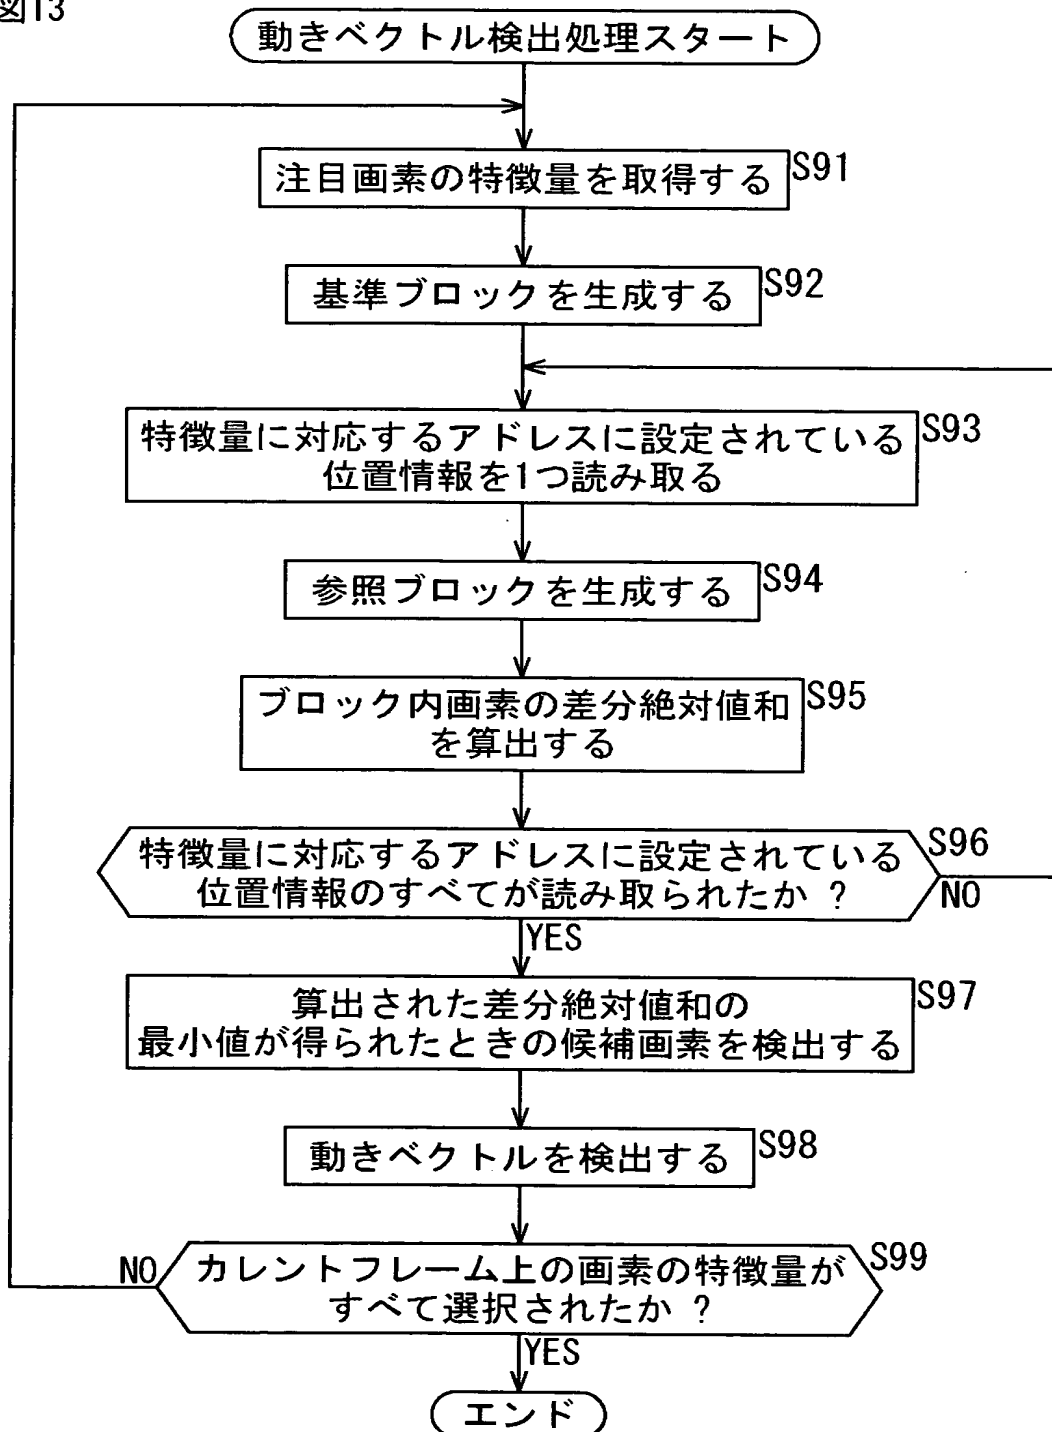 図13
動きベクトル検出処理スタート
注目画素の特徴量を取得する
S91
基準ブロックを生成する
S92
特徴量に対応するアドレスに設定されている
位置情報を1つ読み取る
S93
参照ブロックを生成する
S94
ブロック内画素の差分絶対値和
を算出する
S95
特徴量に対応するアドレスに設定されている
位置情報のすべてが読み取られたか ?
S96
NO
YES
算出された差分絶対値和の
最小値が得られたときの候補画素を検出する
S97
動きベクトルを検出する
S98
NO
カレントフレーム上の画素の特徴量が
すべて選択されたか ?
S99
YES
エンド